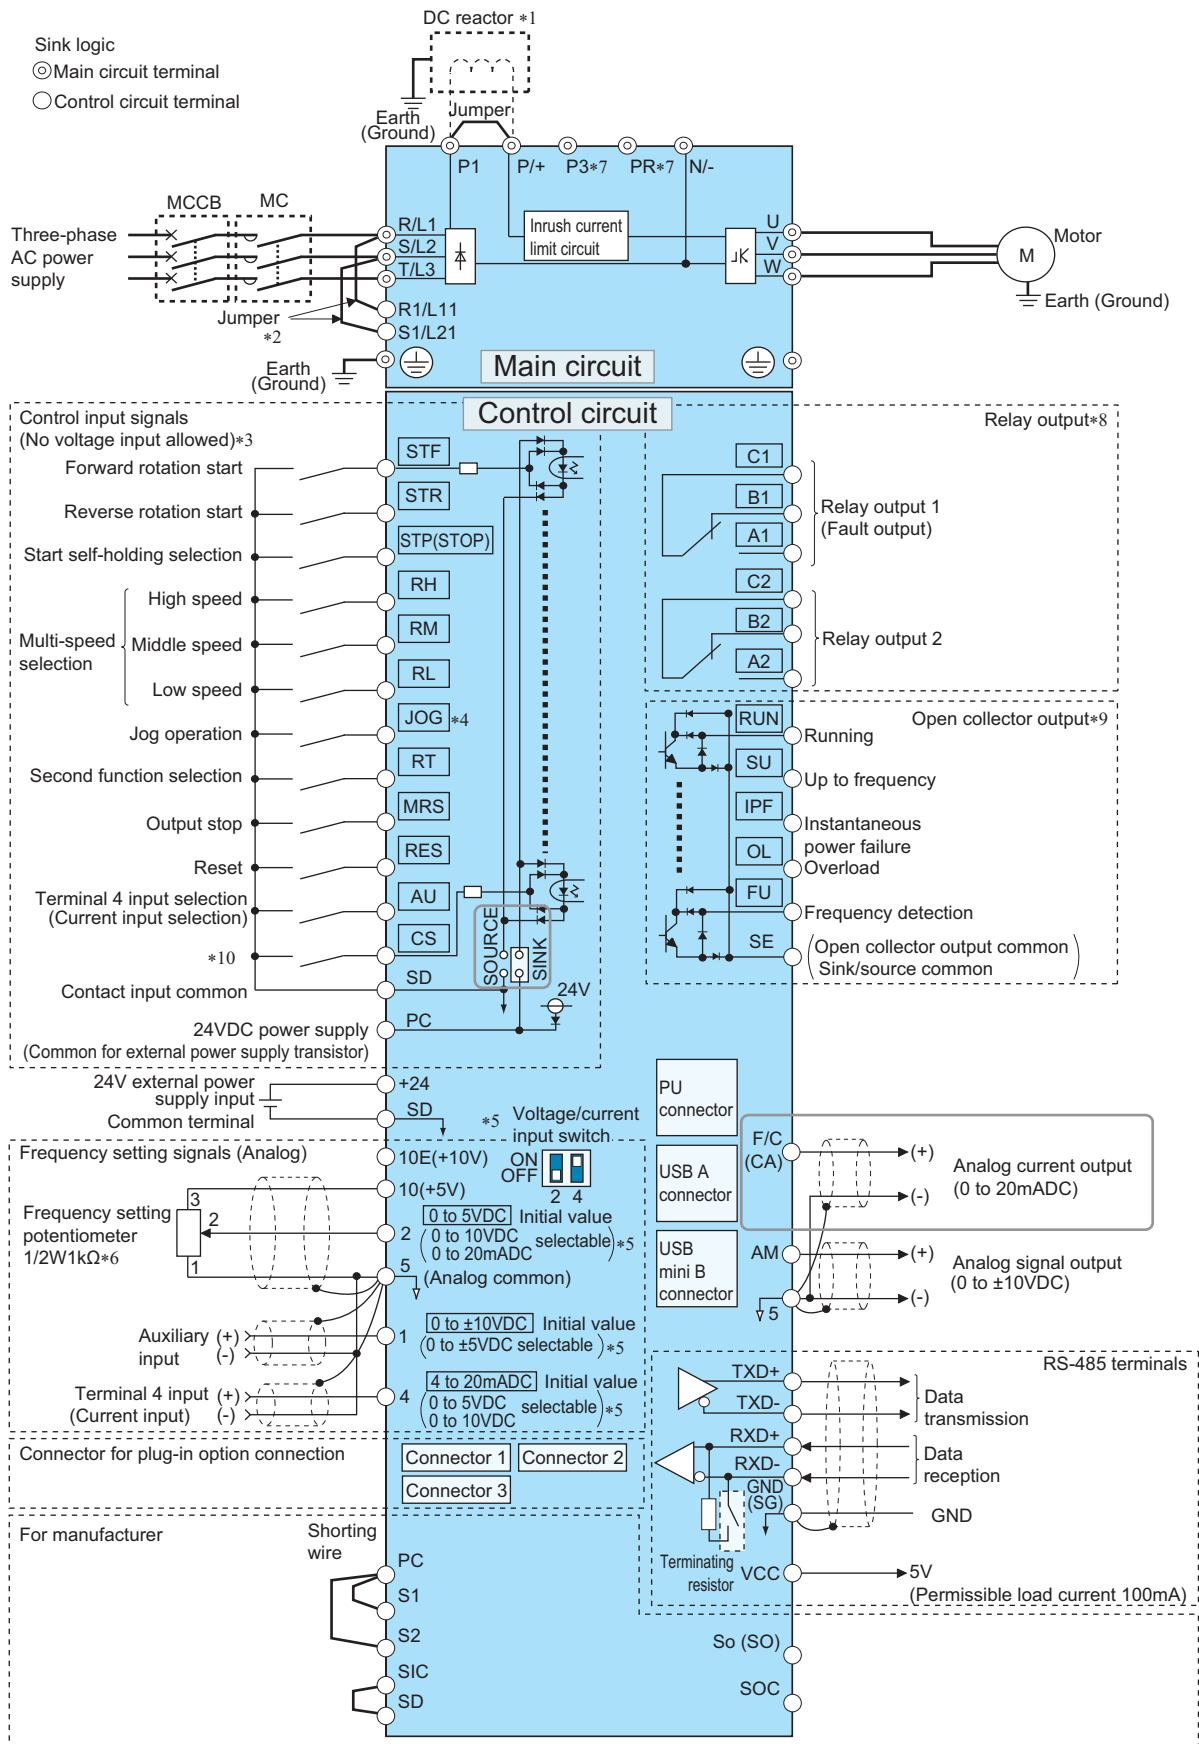 DC reactor *1
Sink logic
Main circuit terminal
Control circuit terminal
Earth
(Ground)
Jumper
P1
P/+
P3*7
PR*7
N/-
MCCB
MC
Three-phase
AC power
supply
R/L1
S/L2
T/L3
R1/L11
S1/L21
Jumper
*2
Earth
(Ground)
Inrush current
limit circuit
U
V
W
Motor
M
Earth (Ground)
Main circuit
Control circuit
Control input signals
(No voltage input allowed)*3
Forward rotation start
STF
Reverse rotation start
STR
Start self-holding selection
STP(STOP)
Multi-speed
selection
High speed
RH
Middle speed
RM
Low speed
RL
Jog operation
JOG *4
Second function selection
RT
Output stop
MRS
Reset
RES
Terminal 4 input selection
(Current input selection)
AU
*10
CS
SOURCE
SINK
Contact input common
SD
24V
24VDC power supply
(Common for external power supply transistor)
PC
Relay output*8
C1
B1
A1
Relay output 1
(Fault output)
C2
B2
A2
Relay output 2
Open collector output*9
RUN
Running
SU
Up to frequency
IPF
Instantaneous
power failure
OL
Overload
FU
Frequency detection
SE
(Open collector output common
Sink/source common)
24V external power
supply input
+24
Common terminal
SD
*5
Voltage/current
input switch
ON
OFF
2 4
PU
connector
USB A
connector
USB
mini B
connector
F/C
(CA)
(+)
(-)
Analog current output
(0 to 20mADC)
AM
5
(+)
(-)
Analog signal output
(0 to ±10VDC)
Frequency setting signals (Analog)
10E(+10V)
10(+5V)
Frequency setting
potentiometer
1/2W1kΩ*6
3
2
1
2
0 to 5VDC Initial value
(0 to 10VDC
0 to 20mADC selectable)*5
5
(Analog common)
Auxiliary
input
(+)
(-)
1
0 to ±10VDC Initial value
(0 to ±5VDC selectable)*5
Terminal 4 input
(Current input)
(+)
(-)
4
4 to 20mADC Initial value
(0 to 5VDC
0 to 10VDC selectable)*5
Connector for plug-in option connection
Connector 1
Connector 2
Connector 3
RS-485 terminals
TXD+
TXD-
Data
transmission
RXD+
RXD-
Data
reception
GND
(SG)
GND
Terminating
resistor
VCC
5V
(Permissible load current 100mA)
For manufacturer
Shorting
wire
PC
S1
S2
SIC
SD
So (SO)
SOC